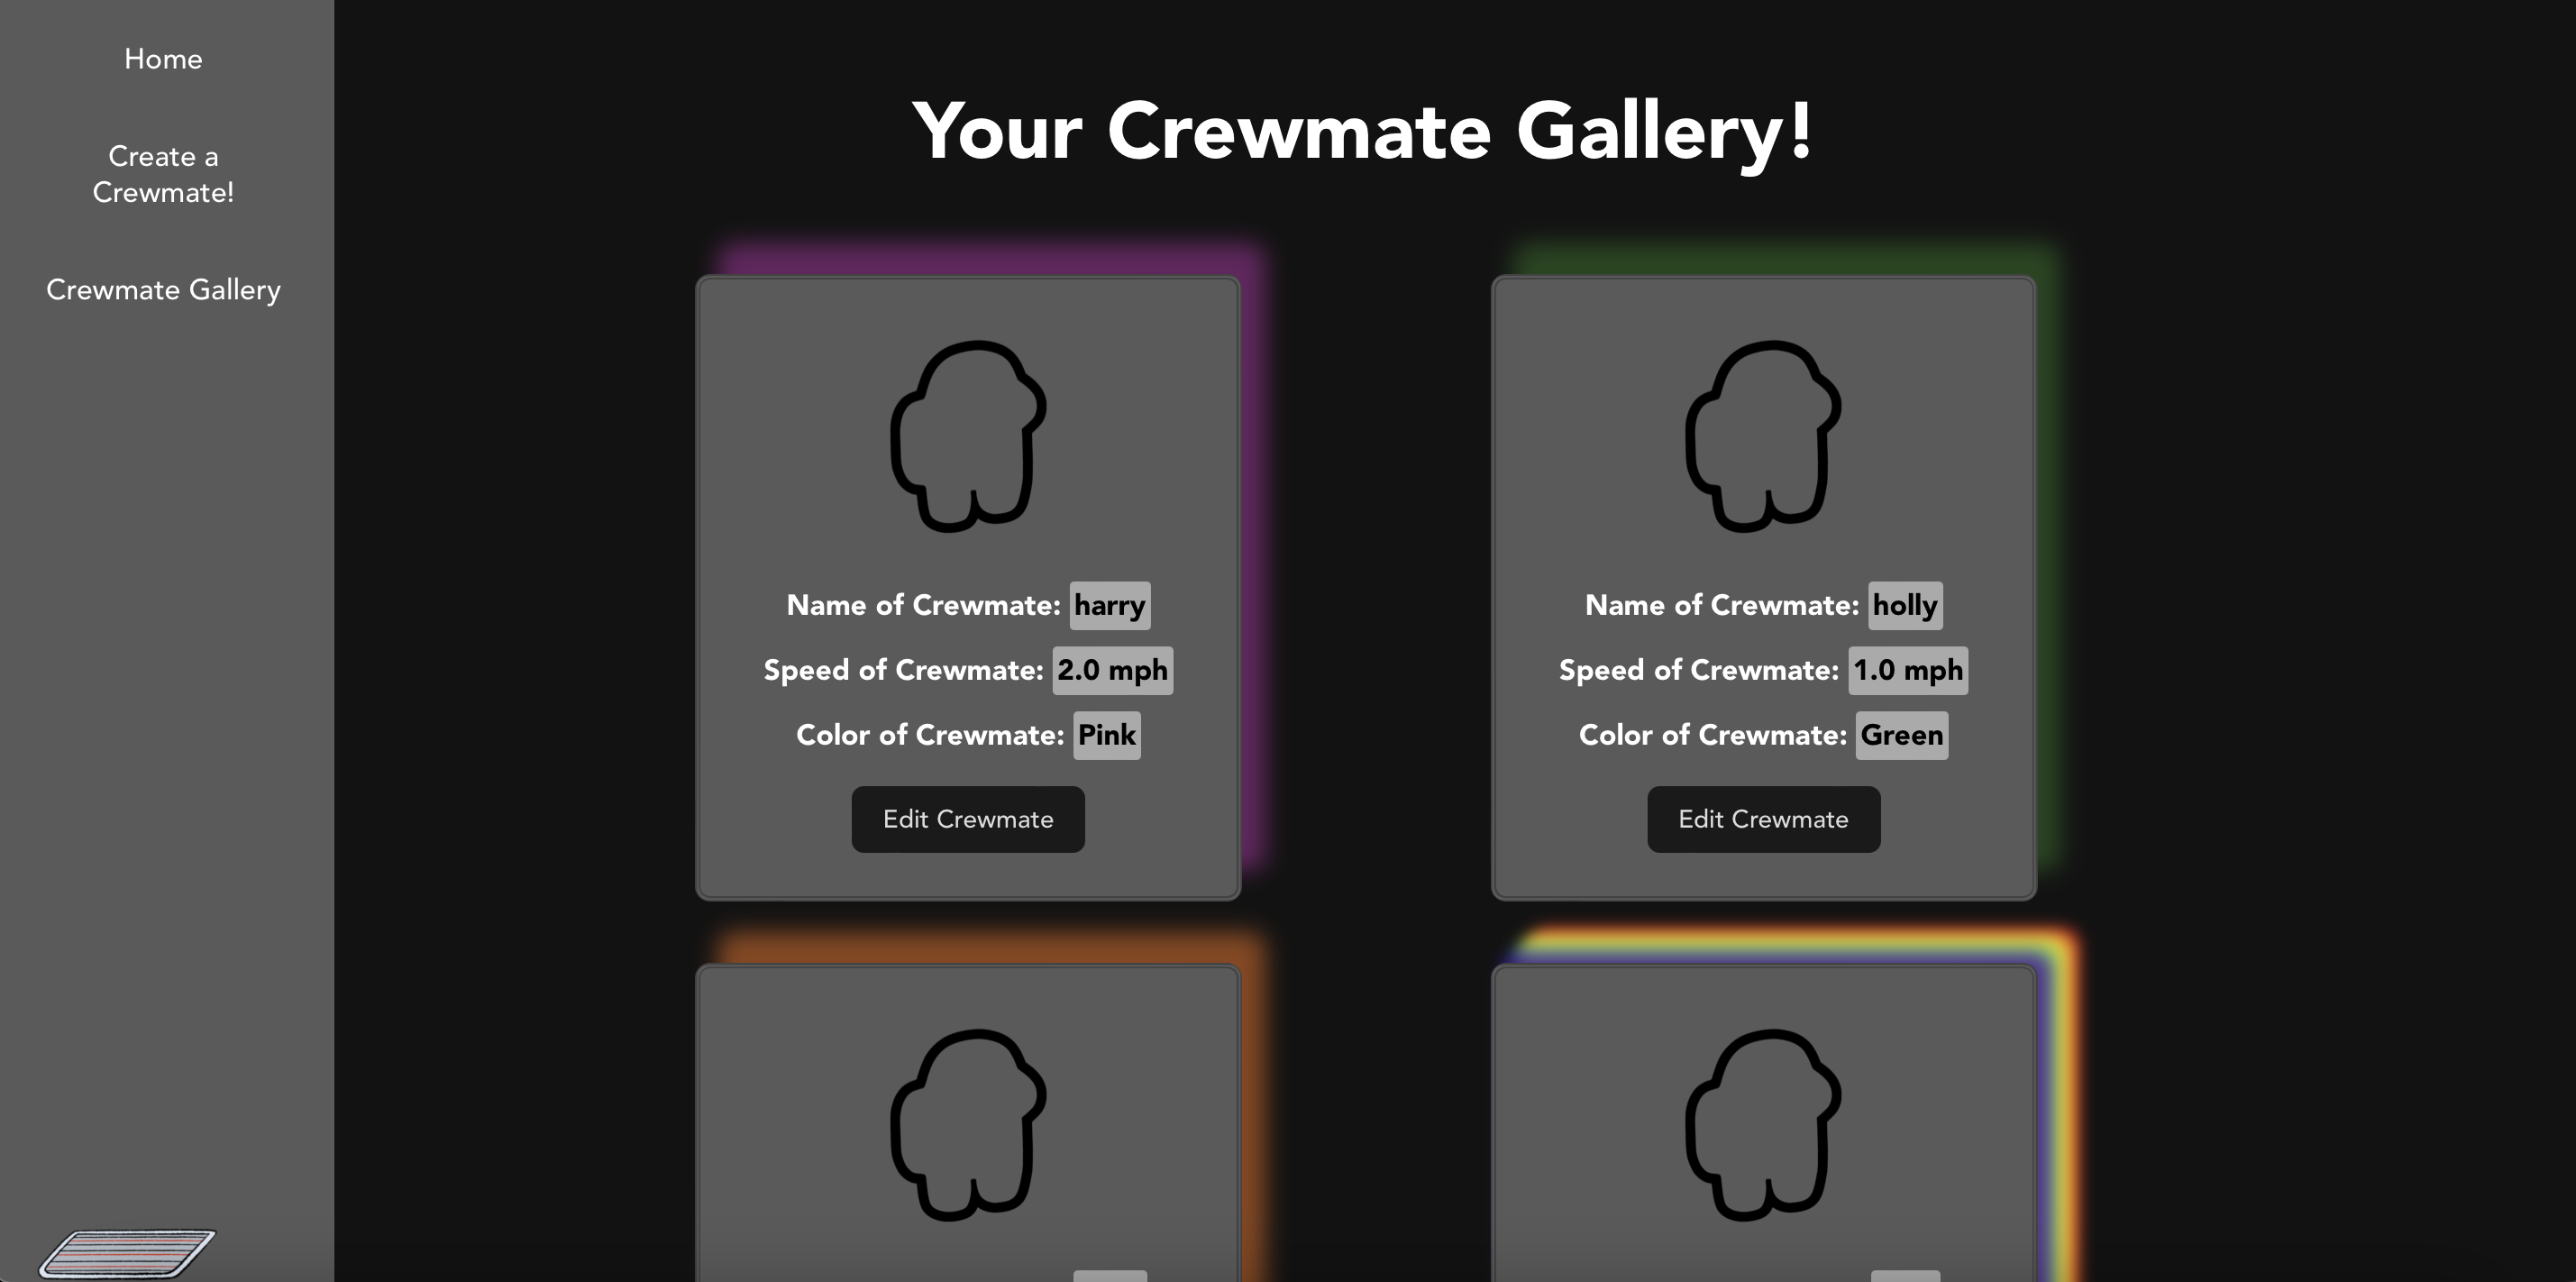 Home
Create a
Crewmate!
Crewmate Gallery
Your Crewmate Gallery!
Name of Crewmate: harry
Speed of Crewmate: 2.0 mph
Color of Crewmate: Pink
Edit Crewmate
Name of Crewmate: holly
Speed of Crewmate: 1.0 mph
Color of Crewmate: Green
Edit Crewmate